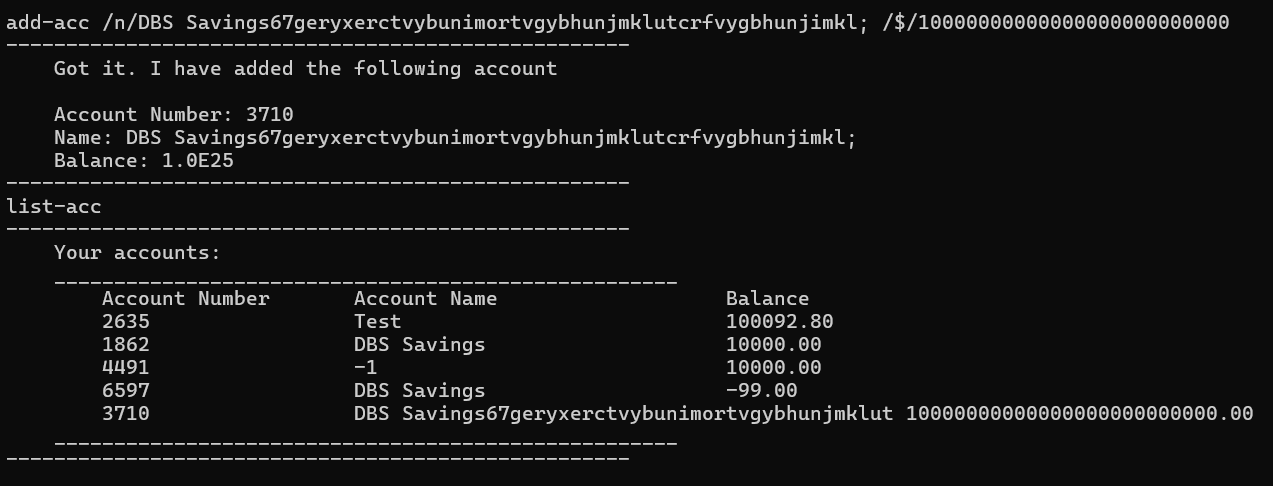 add-acc /n/DBS Savings67geryxerctvybunimortvgybhunjmklutcrfvygbhunjimkl; /$/10000000000000000000000000
----------------------------------------------------
Got it. I have added the following account
Account Number: 3710
Name: DBS Savings67geryxerctvybunimortvgybhunjmklutcrfvygbhunjimkl;
Balance: 1.0E25
----------------------------------------------------
list-acc
----------------------------------------------------
Your accounts:
____________________________________________________
Account Number Account Name Balance
2635 Test 100092.80
1862 DBS Savings 10000.00
4491 -1 10000.00
6597 DBS Savings -99.00
3710 DBS Savings67geryxerctvybunimortvgybhunjmklut 10000000000000000000000000.00
____________________________________________________
----------------------------------------------------